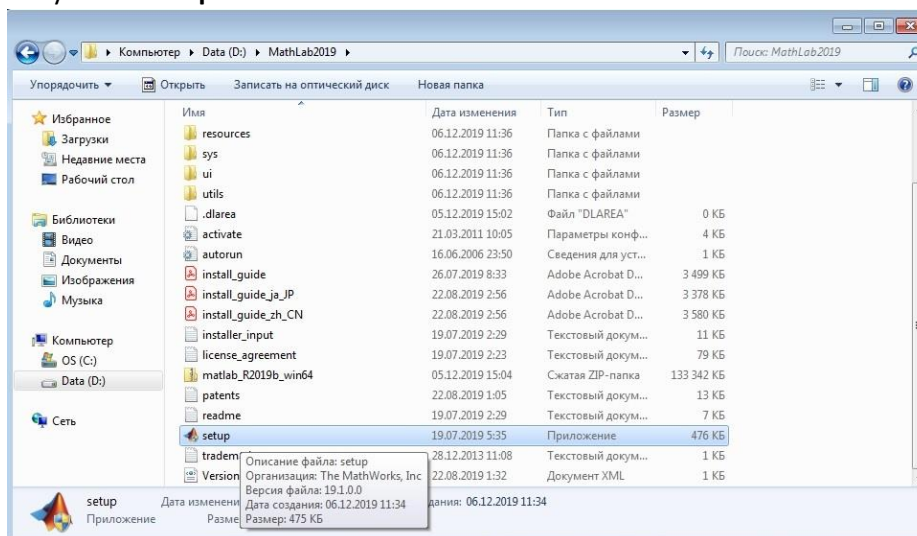 Компьютер ▸ Data (D:) ▸ MathLab2019 ▸
Поиск: MathLab2019
Упорядочить Открыть Записать на оптический диск Новая папка
Избранное
Загрузки
Недавние места
Рабочий стол
Библиотеки
Видео
Документы
Изображения
Музыка
Компьютер
OS (C:)
Data (D:)
Сеть
Имя Дата изменения Тип Размер
resources 06.12.2019 11:36 Папка с файлами
sys 06.12.2019 11:36 Папка с файлами
ui 06.12.2019 11:36 Папка с файлами
utils 06.12.2019 11:36 Папка с файлами
.dlarea 05.12.2019 15:02 Файл "DLAREA" 0 КБ
activate 21.03.2011 10:05 Параметры конф... 4 КБ
autorun 16.06.2006 23:50 Сведения для уст... 1 КБ
install_guide 26.07.2019 8:33 Adobe Acrobat D... 3 499 КБ
install_guide_ja_JP 22.08.2019 2:56 Adobe Acrobat D... 3 378 КБ
install_guide_zh_CN 22.08.2019 2:56 Adobe Acrobat D... 3 580 КБ
installer_input 19.07.2019 2:29 Текстовый докум... 11 КБ
license_agreement 19.07.2019 2:23 Текстовый докум... 79 КБ
matlab_R2019b_win64 05.12.2019 15:04 Сжатая ZIP-папка 133 342 КБ
patents 22.08.2019 1:05 Текстовый докум... 13 КБ
readme 19.07.2019 2:29 Текстовый докум... 7 КБ
setup 19.07.2019 5:35 Приложение 476 КБ
tradem 28.12.2013 11:08 Текстовый докум... 1 КБ
Version 22.08.2019 1:32 Документ XML 1 КБ
Описание файла: setup
Организация: The MathWorks, Inc
Версия файла: 19.1.0.0
Дата создания: 06.12.2019 11:34
Размер: 475 КБ
setup Дата изменени дания: 06.12.2019 11:34
Приложение Разме